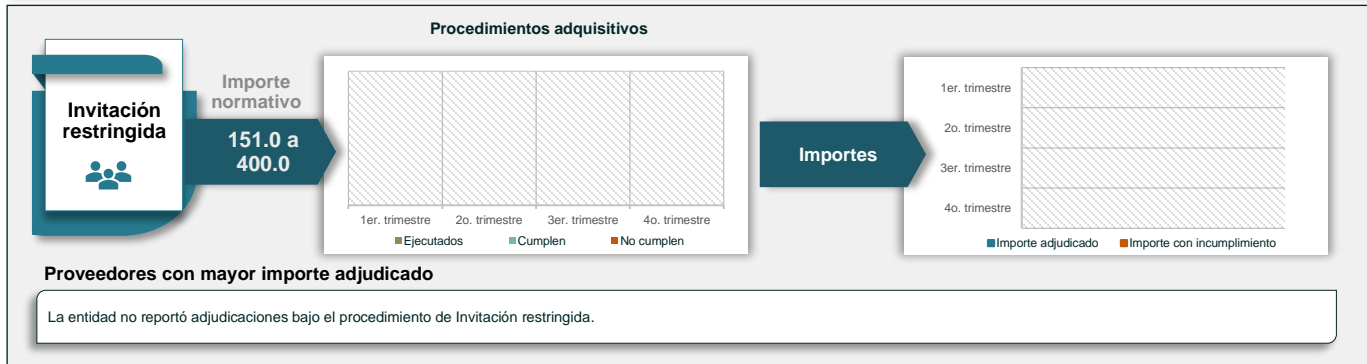 Procedimientos adquisitivos
Invitación
restringida
Importe
normativo
151.0 a
400.0
1er. trimestre 2o. trimestre 3er. trimestre 4o. trimestre
Ejecutados Cumplen No cumplen
Importes
1er. trimestre
2o. trimestre
3er. trimestre
4o. trimestre
Importe adjudicado Importe con incumplimiento
Proveedores con mayor importe adjudicado
La entidad no reportó adjudicaciones bajo el procedimiento de Invitación restringida.